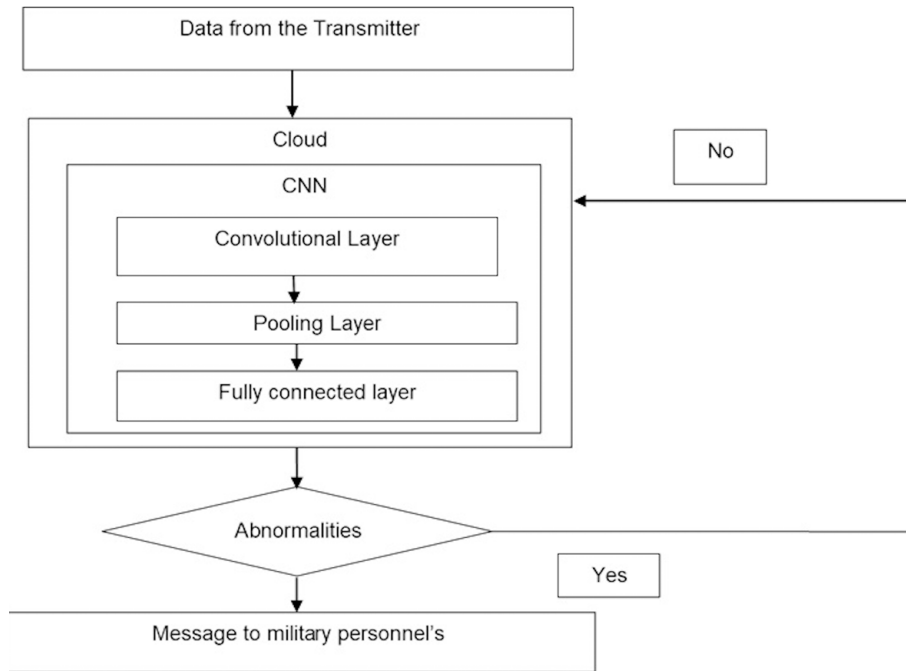 Data from the Transmitter
Cloud
No
CNN
Convolutional Layer
Pooling Layer
Fully connected layer
Abnormalities
Yes
Message to military personnel's